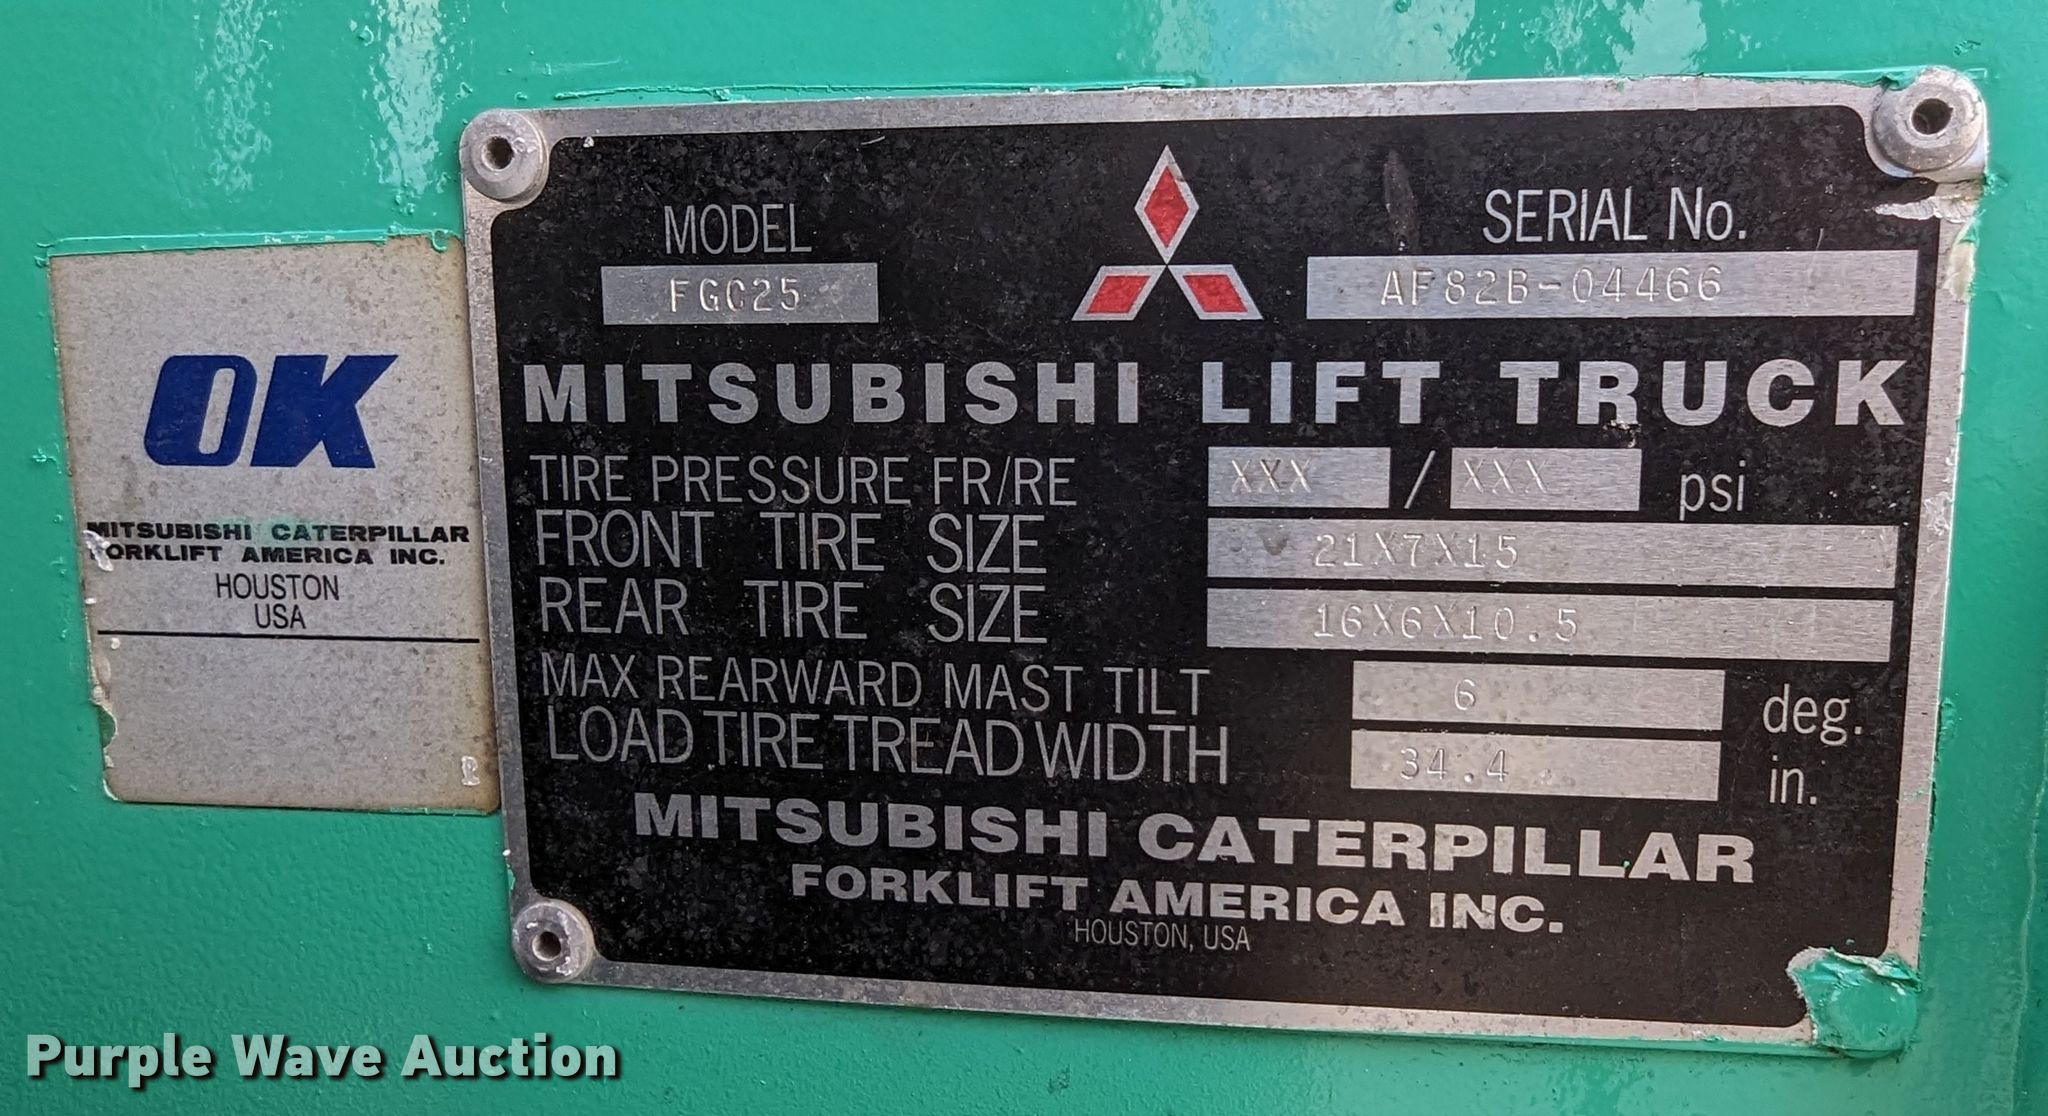 OK
MITSUBISHI CATERPILLAR
FORKLIFT AMERICA INC.
HOUSTON
USA
MODEL
FGC25
SERIAL No.
AF82B-04466
MITSUBISHI LIFT TRUCK
TIRE PRESSURE FR/RE XXX / XXX psi
FRONT TIRE SIZE 21X7X15
REAR TIRE SIZE 16X6X10.5
MAX REARWARD MAST TILT 6 deg.
LOAD TIRE TREAD WIDTH 34.4 in.
MITSUBISHI CATERPILLAR
FORKLIFT AMERICA INC.
HOUSTON, USA
Purple Wave Auction